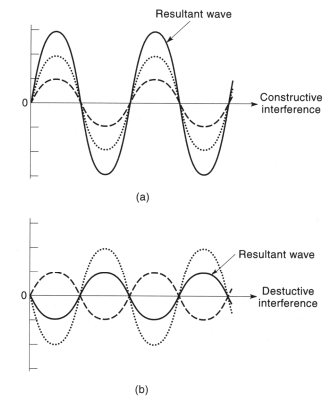 Resultant wave
0
Constructive
interference
(a)
Resultant wave
0
Destuctive
interference
(b)